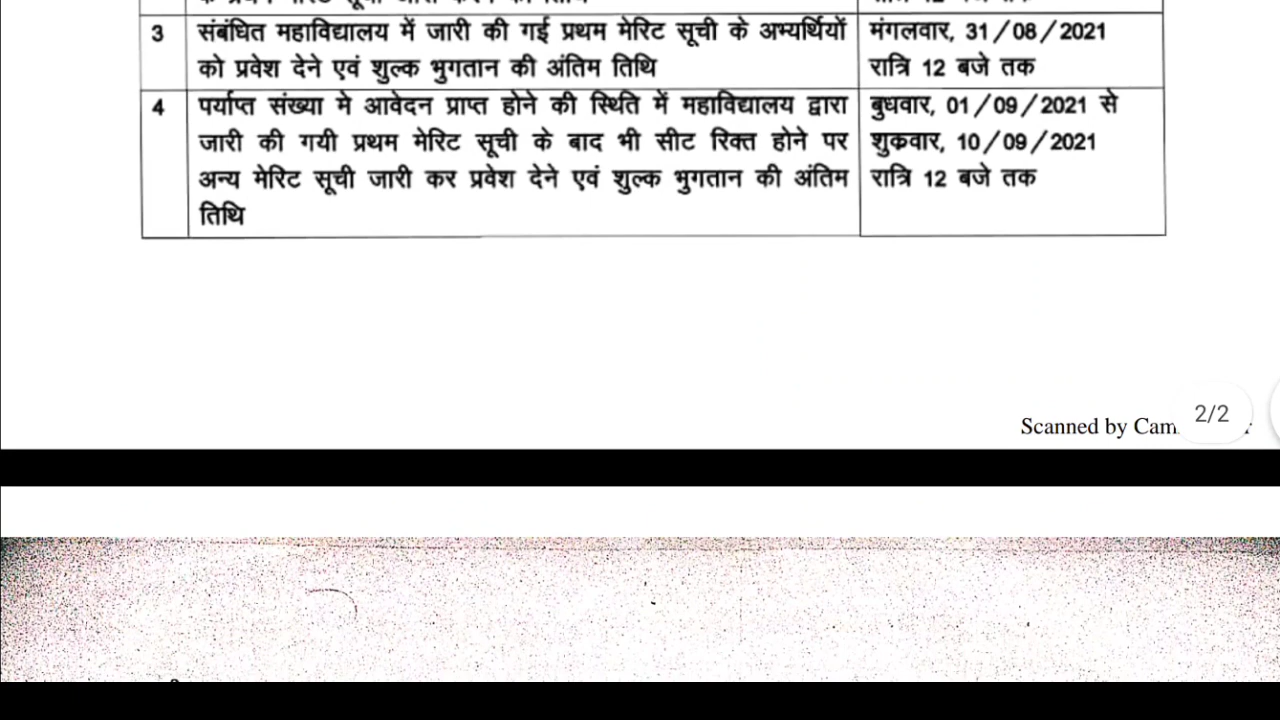 3
संबंधित महाविद्यालय में जारी की गई प्रथम मेरिट सूची के अभ्यर्थियों
को प्रवेश देने एवं शुल्क भुगतान की अंतिम तिथि
मंगलवार, 31/08/2021
रात्रि 12 बजे तक
4
पर्याप्त संख्या मे आवेदन प्राप्त होने की स्थिति में महाविद्यालय द्वारा
जारी की गयी प्रथम मेरिट सूची के बाद भी सीट रिक्त होने पर
अन्य मेरिट सूची जारी कर प्रवेश देने एवं शुल्क भुगतान की अंतिम
तिथि
बुधवार, 01/09/2021 से
शुकवार, 10/09/2021
रात्रि 12 बजे तक
2/2
Scanned by